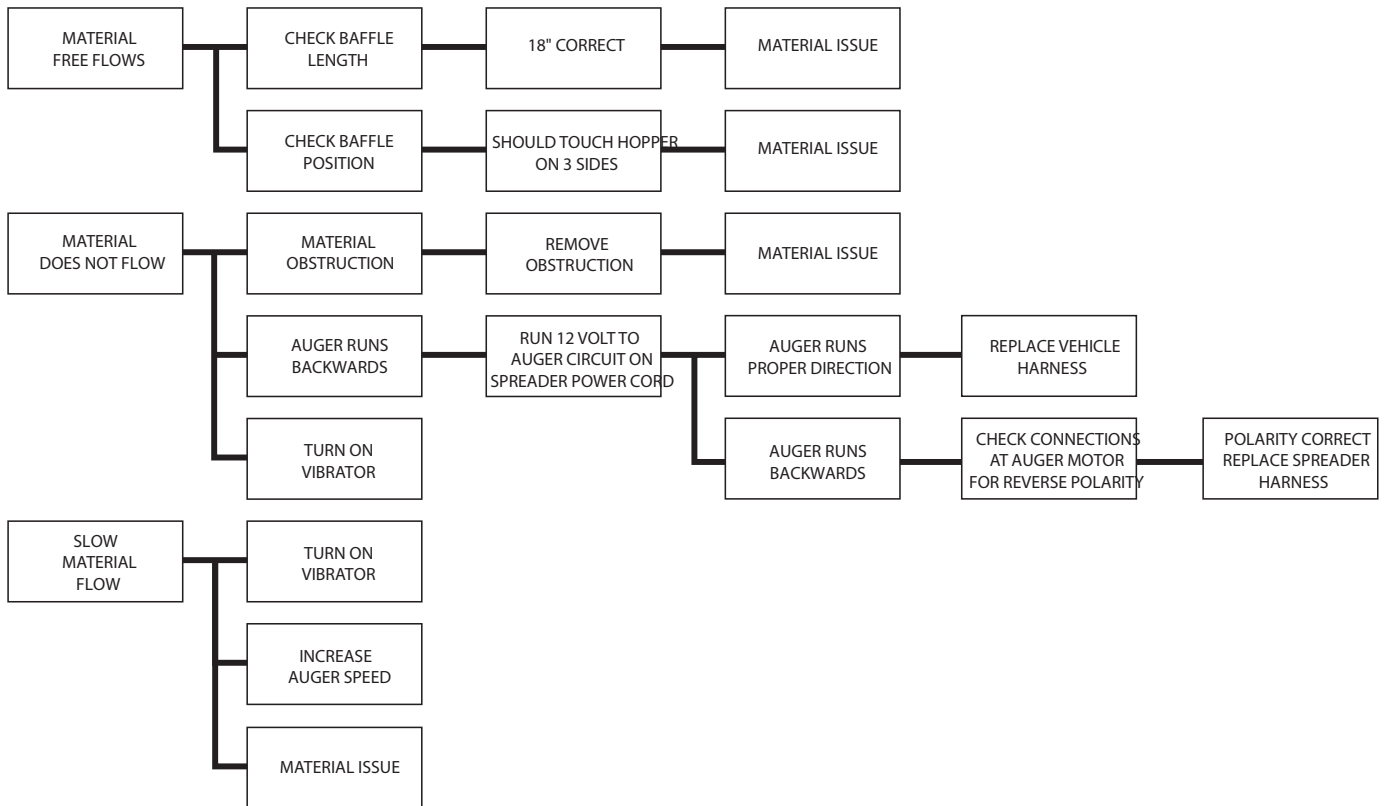 MATERIAL
FREE FLOWS
CHECK BAFFLE
LENGTH
18" CORRECT
MATERIAL ISSUE
CHECK BAFFLE
POSITION
SHOULD TOUCH HOPPER
ON 3 SIDES
MATERIAL ISSUE
MATERIAL
DOES NOT FLOW
MATERIAL
OBSTRUCTION
REMOVE
OBSTRUCTION
MATERIAL ISSUE
AUGER RUNS
BACKWARDS
RUN 12 VOLT TO
AUGER CIRCUIT ON
SPREADER POWER CORD
AUGER RUNS
PROPER DIRECTION
REPLACE VEHICLE
HARNESS
TURN ON
VIBRATOR
AUGER RUNS
BACKWARDS
CHECK CONNECTIONS
AT AUGER MOTOR
FOR REVERSE POLARITY
POLARITY CORRECT
REPLACE SPREADER
HARNESS
SLOW
MATERIAL
FLOW
TURN ON
VIBRATOR
INCREASE
AUGER SPEED
MATERIAL ISSUE